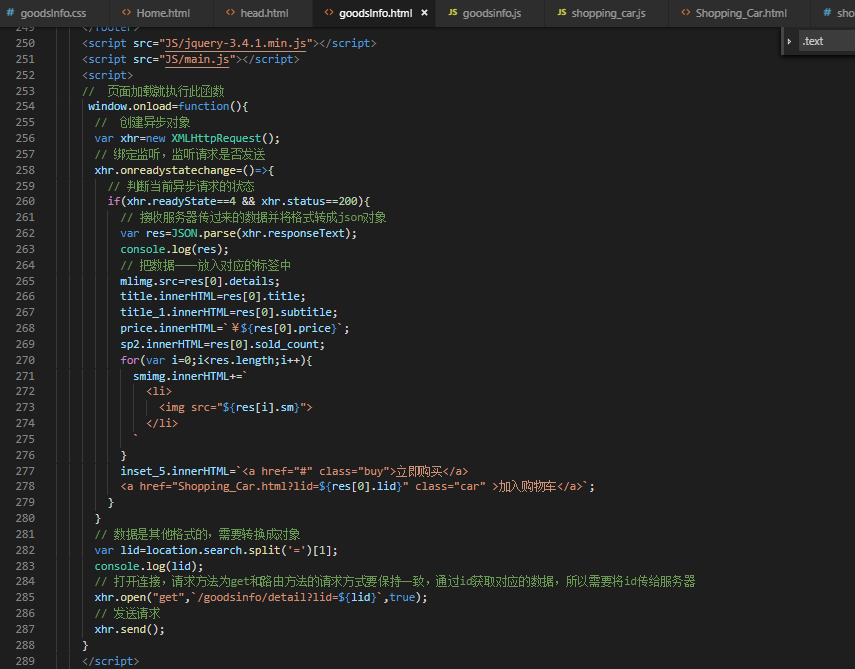 # goodsInfo.css <> Home.html <> head.html <> goodsInfo.html × JS goodsinfo.js JS shopping_car.js <> Shopping_Car.html # sho
.text
249 </footer>
250 <script src="JS/jquery-3.4.1.min.js"></script>
251 <script src="JS/main.js"></script>
252 <script>
253 // 页面加载就执行此函数
254 window.onload=function(){
255 // 创建异步对象
256 var xhr=new XMLHttpRequest();
257 // 绑定监听，监听请求是否发送
258 xhr.onreadystatechange=()=>{
259 // 判断当前异步请求的状态
260 if(xhr.readyState==4 && xhr.status==200){
261 // 接收服务器传过来的数据并将格式转成json对象
262 var res=JSON.parse(xhr.responseText);
263 console.log(res);
264 // 把数据一一放入对应的标签中
265 mlimg.src=res[0].details;
266 title.innerHTML=res[0].title;
267 title_1.innerHTML=res[0].subtitle;
268 price.innerHTML=`￥${res[0].price}`;
269 sp2.innerHTML=res[0].sold_count;
270 for(var i=0;i<res.length;i++){
271 smimg.innerHTML+=`
272 <li>
273 <img src="${res[i].sm}">
274 </li>
275 `
276 }
277 inset_5.innerHTML=`<a href="#" class="buy">立即购买</a>
278 <a href="Shopping_Car.html?lid=${res[0].lid}" class="car" >加入购物车</a>`;
279 }
280 }
281 // 数据是其他格式的，需要转换成对象
282 var lid=location.search.split('=')[1];
283 console.log(lid);
284 // 打开连接，请求方法为get和路由方法的请求方式要保持一致，通过id获取对应的数据，所以需要将id传给服务器
285 xhr.open("get",`/goodsinfo/detail?lid=${lid}`,true);
286 // 发送请求
287 xhr.send();
288 }
289 </script>